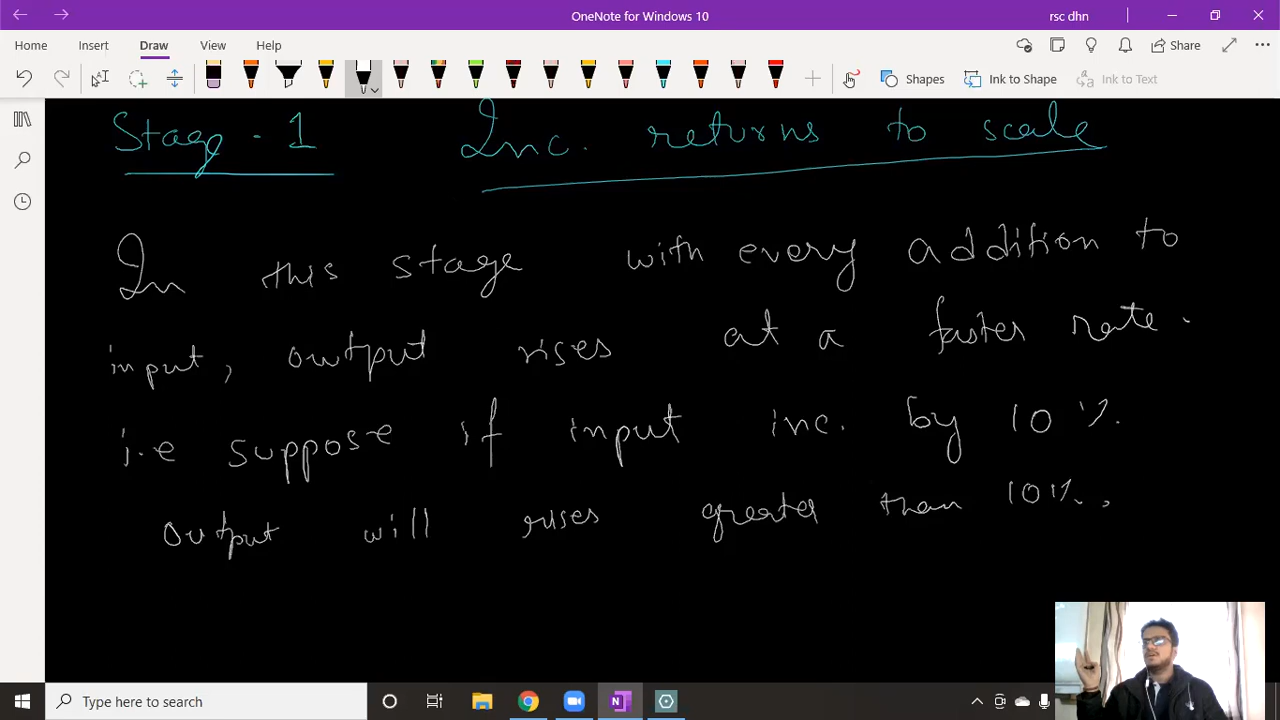 OneNote for Windows 10
rsc dhn
Home Insert Draw View Help
Share
Shapes Ink to Shape Ink to Text
Stage - 1 Inc. returns to scale
In this stage with every addition to
input, output rises at a faster rate.
i.e suppose if input inc. by 10%.
output will rises greater than 10%.
Type here to search